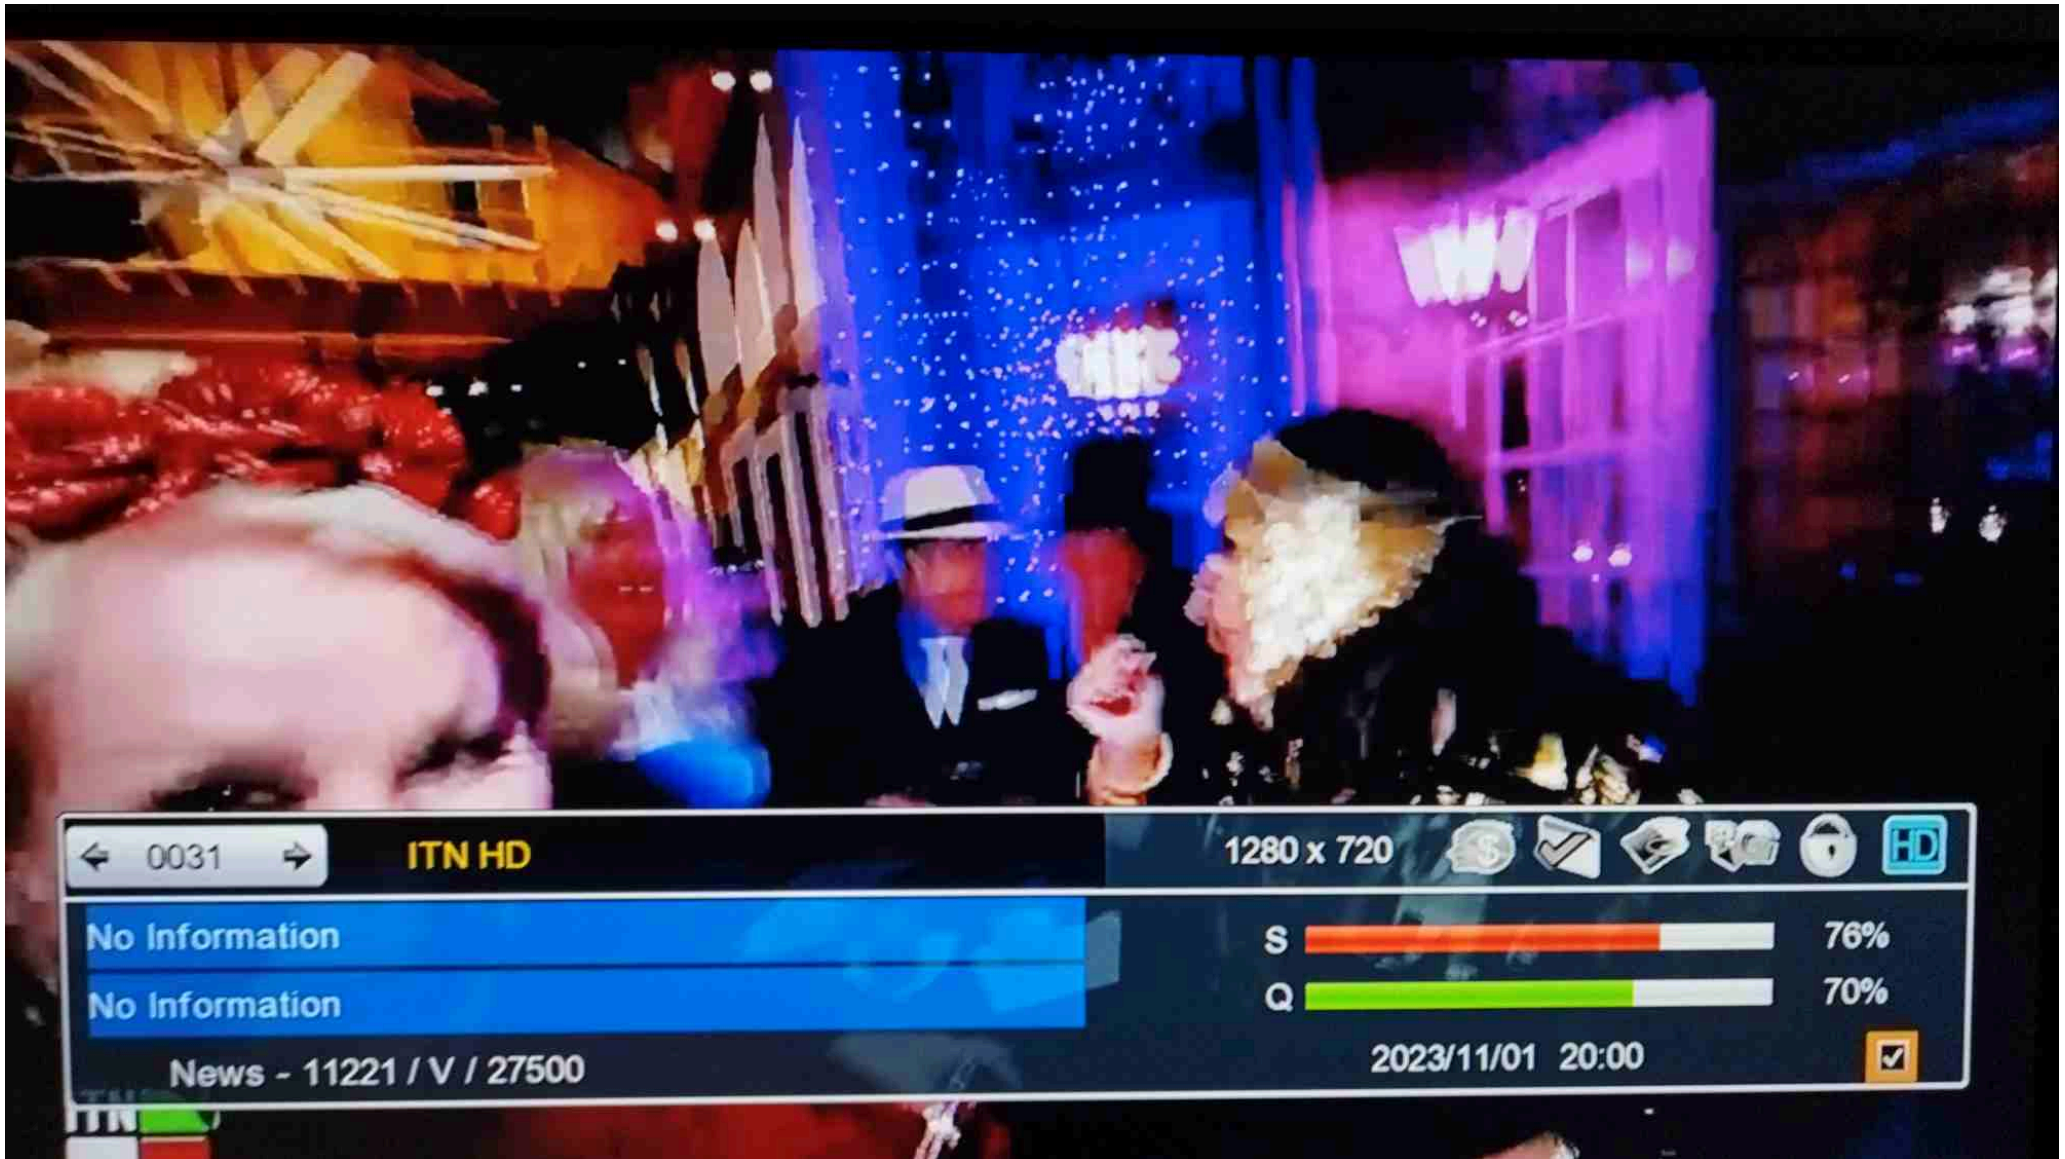 0031
ITN HD
1280 x 720
HD
No Information
S
76%
No Information
Q
70%
News - 11221 / V / 27500
2023/11/01 20:00
ITN